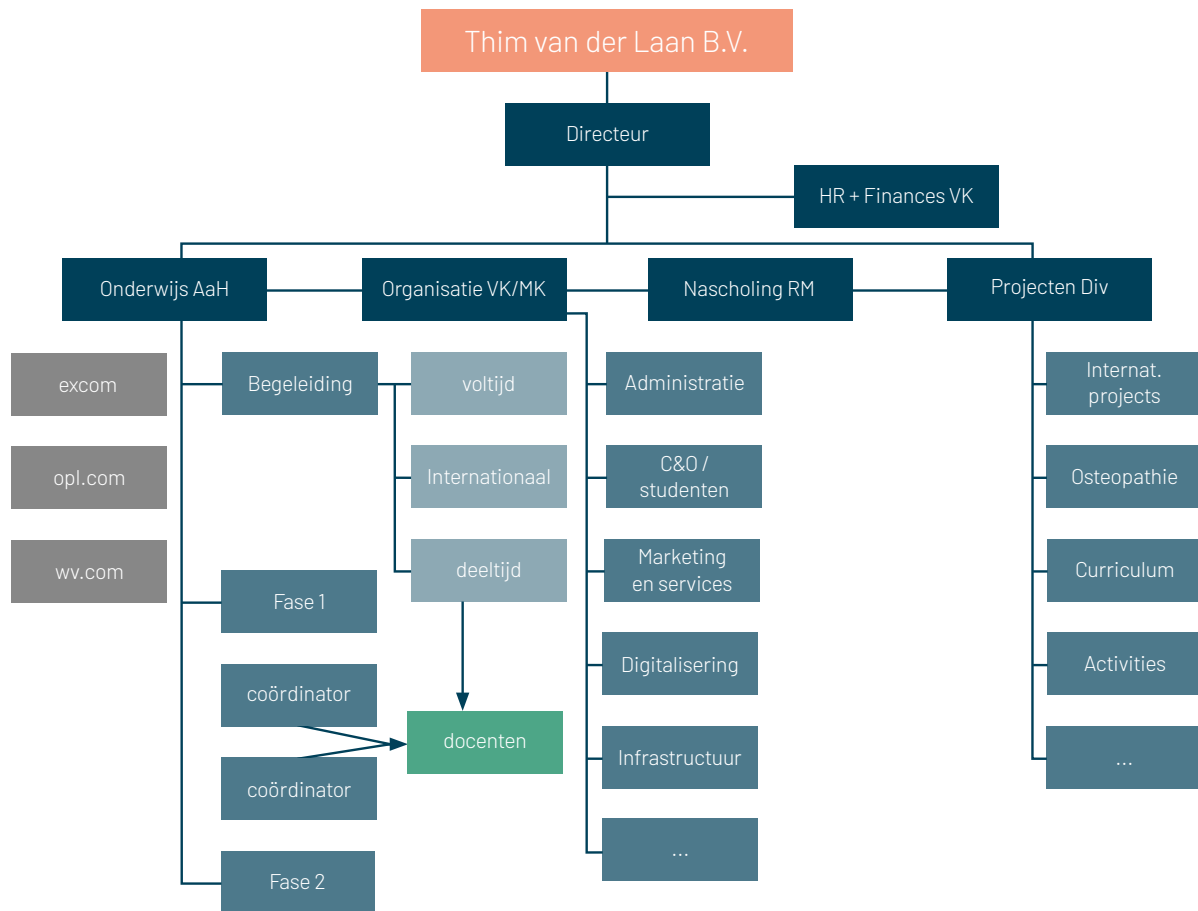 Thim van der Laan B.V.
Directeur
HR + Finances VK
Onderwijs AaH
Organisatie VK/MK
Nascholing RM
Projecten Div
excom
Begeleiding
voltijd
Administratie
Internat.
projects
opl.com
Internationaal
C&O /
studenten
Osteopathie
wv.com
deeltijd
Marketing
en services
Curriculum
Fase 1
Digitalisering
Activities
coördinator
docenten
Infrastructuur
...
coördinator
...
Fase 2